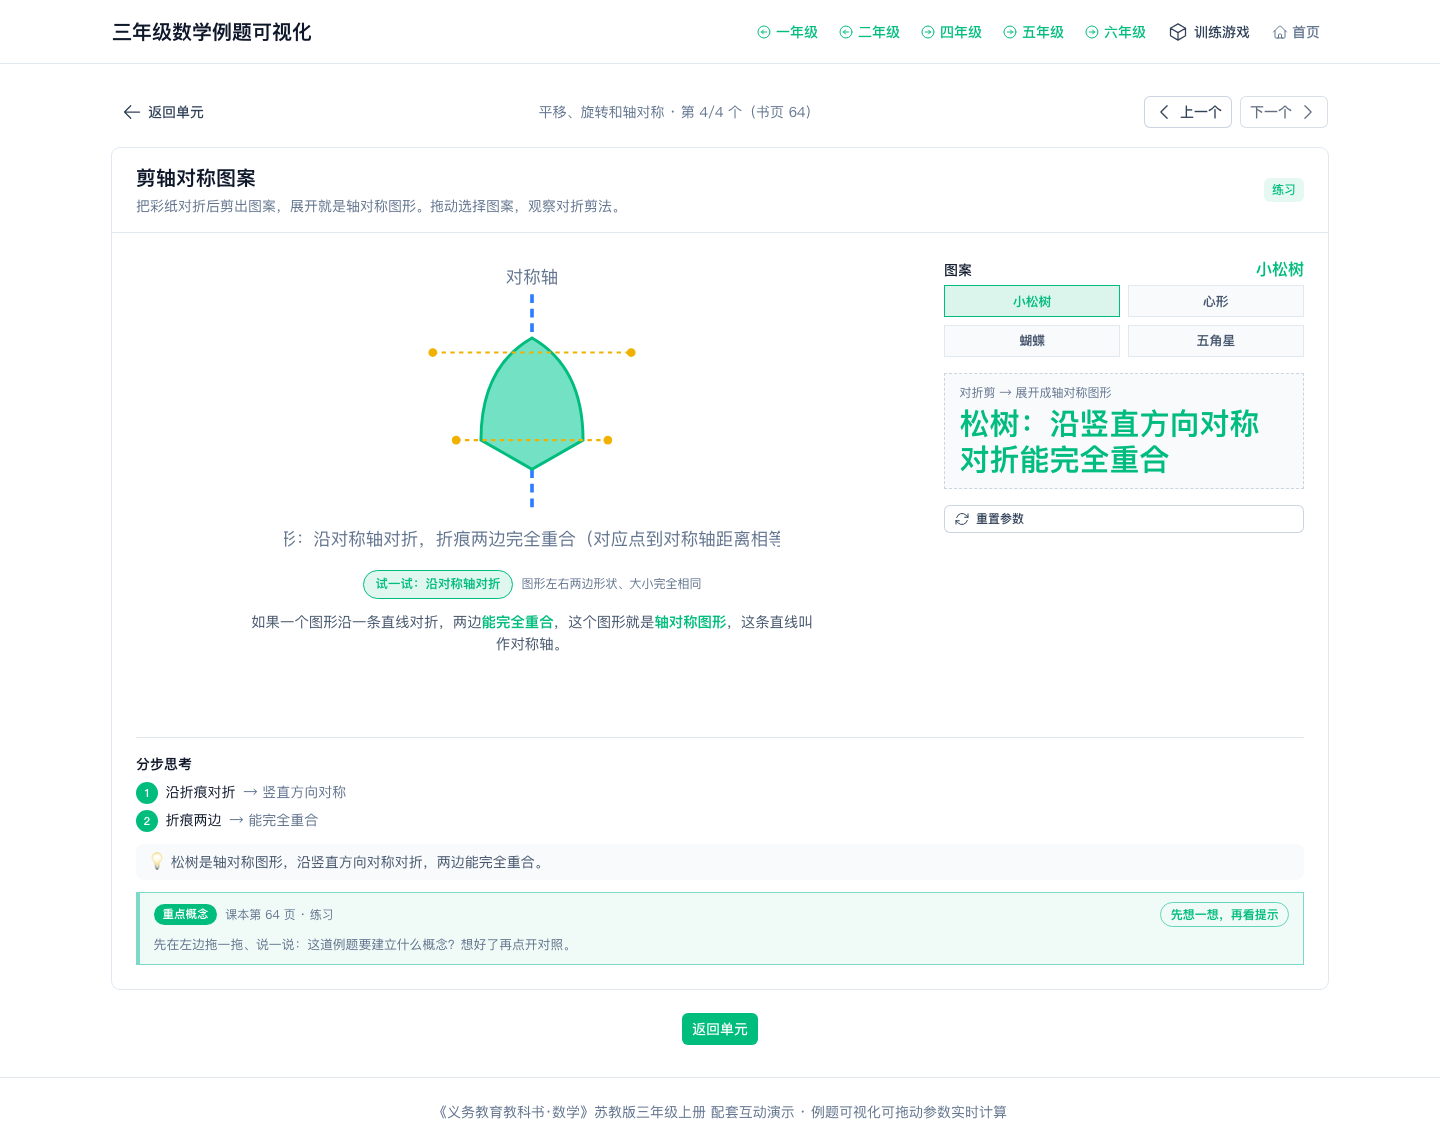 三年级数学例题可视化
一年级 二年级 四年级 五年级 六年级 训练游戏 首页
返回单元
平移、旋转和轴对称 · 第 4/4 个（书页 64）
上一个 下一个
剪轴对称图案
把彩纸对折后剪出图案，展开就是轴对称图形。拖动选择图案，观察对折剪法。
练习
对称轴
形：沿对称轴对折，折痕两边完全重合（对应点到对称轴距离相等
试一试：沿对称轴对折 图形左右两边形状、大小完全相同
如果一个图形沿一条直线对折，两边能完全重合，这个图形就是轴对称图形，这条直线叫
作对称轴。
图案 小松树
小松树 心形
蝴蝶 五角星
对折剪 → 展开成轴对称图形
松树：沿竖直方向对称
对折能完全重合
重置参数
分步思考
1 沿折痕对折 → 竖直方向对称
2 折痕两边 → 能完全重合
松树是轴对称图形，沿竖直方向对称对折，两边能完全重合。
重点概念 课本第 64 页 · 练习
先想一想，再看提示
先在左边拖一拖、说一说：这道例题要建立什么概念？想好了再点开对照。
返回单元
《义务教育教科书·数学》苏教版三年级上册 配套互动演示 · 例题可视化可拖动参数实时计算